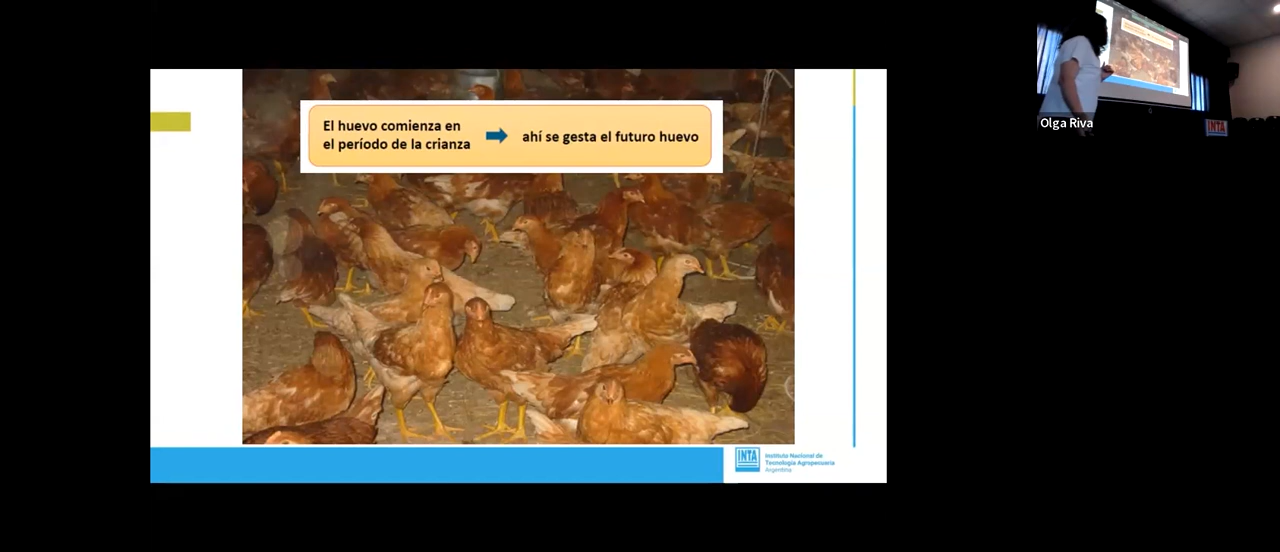 El huevo comienza en
el período de la crianza
ahí se gesta el futuro huevo
Olga Riva
INTA
INTA
Instituto Nacional de
Tecnología Agropecuaria
Argentina